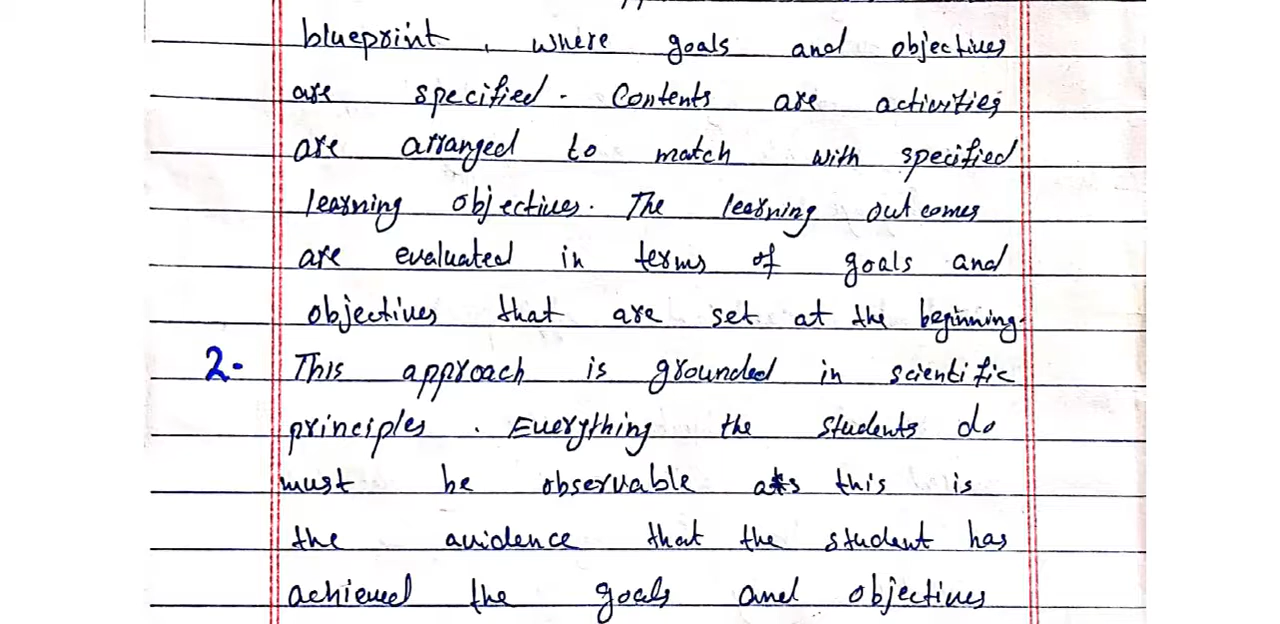 blueprint , where goals and objectives
are specified. Contents are activities
are arranged to match with specified
learning objectives. The learning outcomes
are evaluated in terms of goals and
objectives that are set at the beginning.
2- This approach is grounded in scientific
principles . Everything the students do
must be observable as this is
the avidence that the student has
achieved the goals and objectives